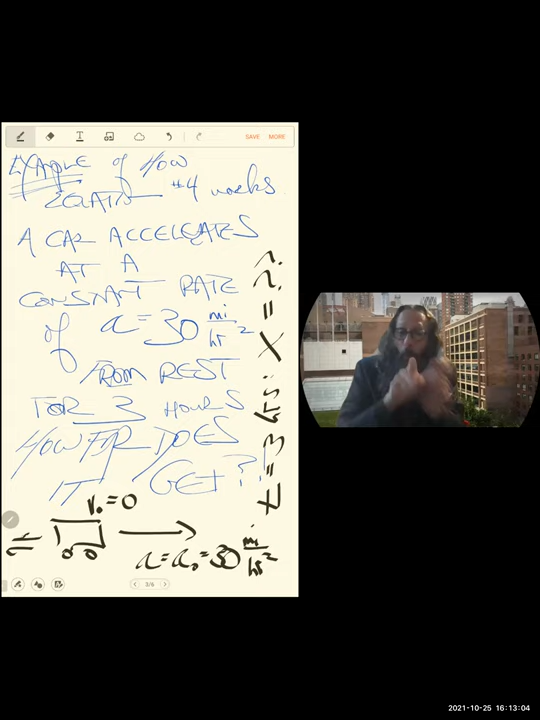 SAVE MORE
EXAMPLE of HOW
EQUATION #4 works
A CAR ACCELERATES
AT A
CONSTANT RATE
of a = 30 mi/hr²
FROM REST
FOR 3 HOURS
HOW FAR DOES
IT GET?
t = 3 hrs: X = ??
V₀ = 0
a = a₀ = 30 mi/hr²
3/6
2021-10-25 16:13:04